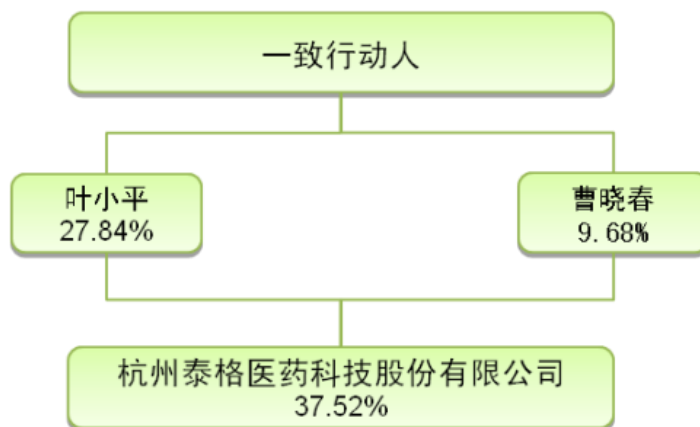 一致行动人
叶小平
27.84%
曹晓春
9.68%
杭州泰格医药科技股份有限公司
37.52%